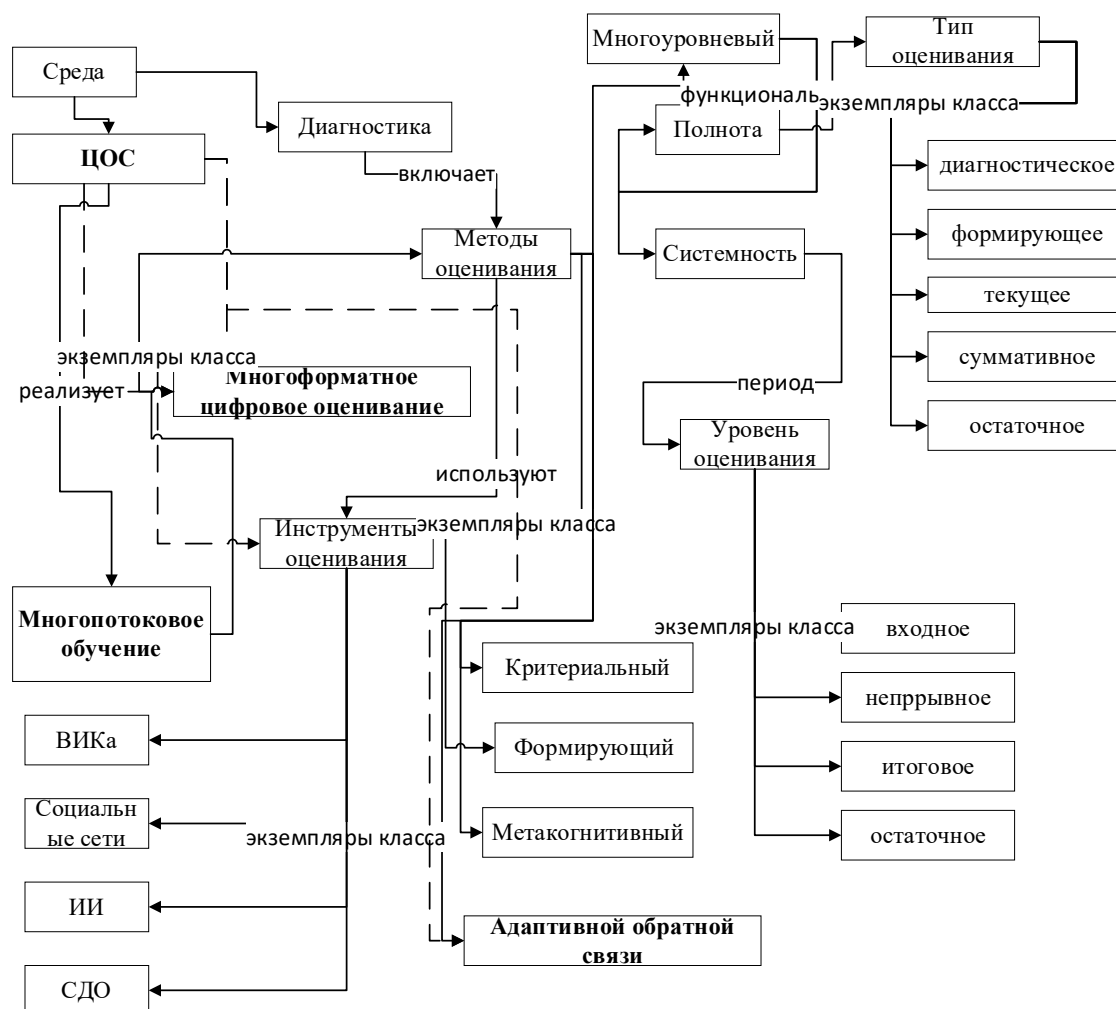 Многоуровневый
Тип
оценивания
Среда
функциональ
экземпляры класса
Диагностика
Полнота
ЦОС
диагностическое
включает
формирующее
Методы
оценивания
Системность
текущее
экземпляры класса
суммативное
Многоформатное
цифровое оценивание
реализует
период
остаточное
Уровень
оценивания
используют
экземпляры класса
Инструменты
оценивания
Многопотоковое
обучение
экземпляры класса
входное
Критериальный
непррывное
ВИКа
Формирующий
итоговое
Социальн
ые сети
экземпляры класса
Метакогнитивный
остаточное
ИИ
Адаптивной обратной
связи
СДО